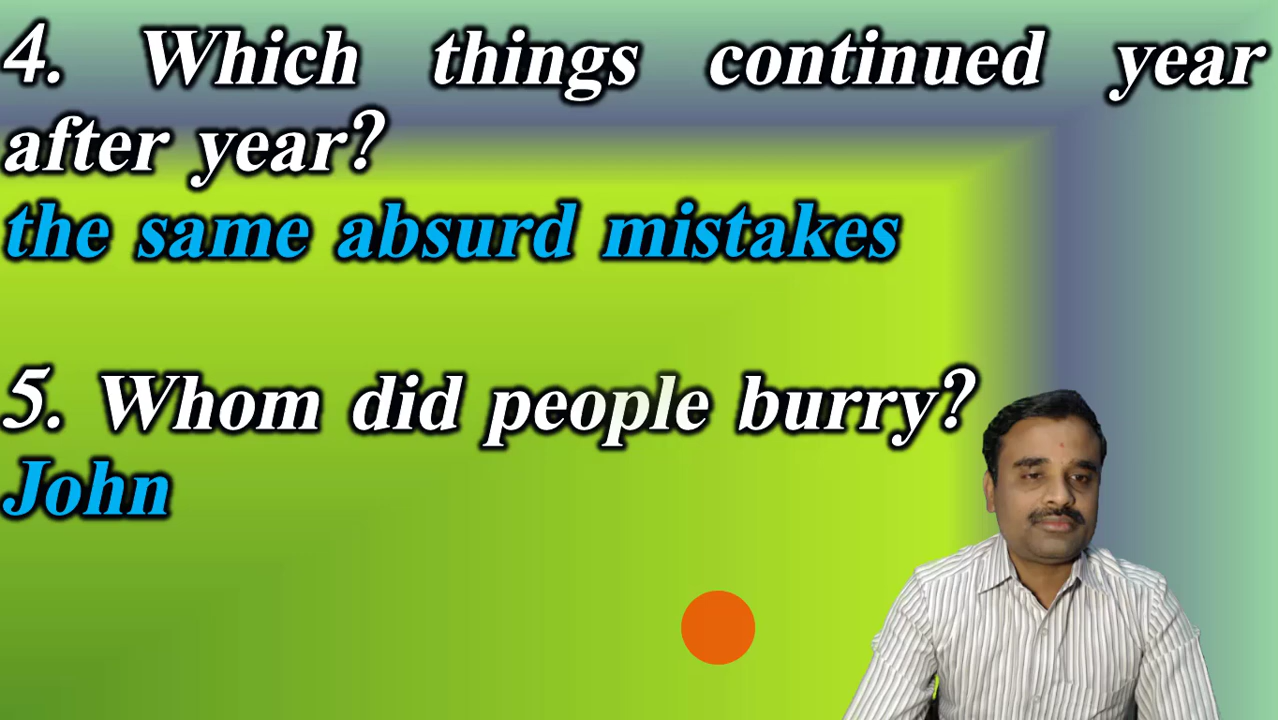 4. Which things continued year
after year?
the same absurd mistakes
5. Whom did people burry?
John